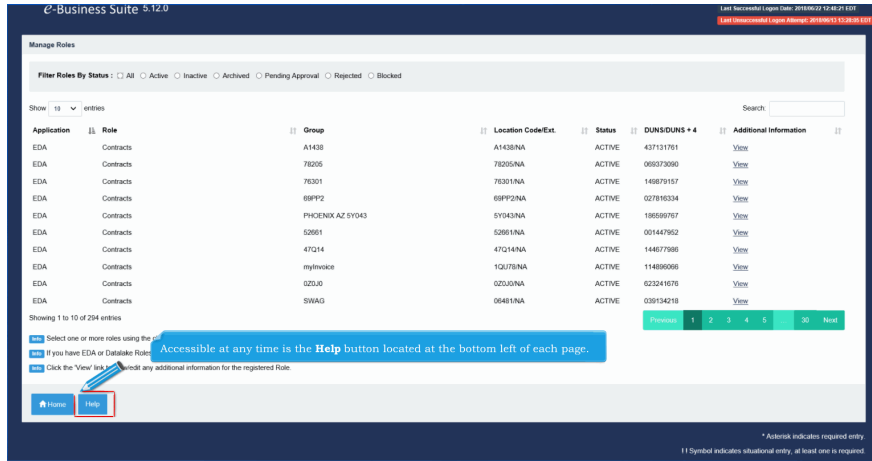 e-Business Suite 5.12.0
Last Successful Logon Date: 2018/06/22 12:48:21 EDT
Last Unsuccessful Logon Attempt: 2018/06/13 13:28:05 EDT
Manage Roles
Filter Roles By Status : All Active Inactive Archived Pending Approval Rejected Blocked
Show 10 entries Search:
Application Role Group Location Code/Ext. Status DUNS/DUNS + 4 Additional Information
EDA Contracts A1438 A1438/NA ACTIVE 437131761 View
EDA Contracts 78205 78205/NA ACTIVE 069373090 View
EDA Contracts 76301 76301/NA ACTIVE 149879157 View
EDA Contracts 69PP2 69PP2/NA ACTIVE 027816334 View
EDA Contracts PHOENIX AZ 5Y043 5Y043/NA ACTIVE 186599767 View
EDA Contracts 52661 52661/NA ACTIVE 001447952 View
EDA Contracts 47Q14 47Q14/NA ACTIVE 144677986 View
EDA Contracts myInvoice 1QU78/NA ACTIVE 114896066 View
EDA Contracts 0Z0J0 0Z0J0/NA ACTIVE 623241676 View
EDA Contracts SWAG 06481/NA ACTIVE 039134218 View
Showing 1 to 10 of 294 entries Previous 1 2 3 4 5 ... 30 Next
Info Select one or more roles using the
Accessible at any time is the Help button located at the bottom left of each page.
Info If you have EDA or Datalake Roles
Info Click the 'View' link to view/edit any additional information for the registered Role.
Home Help
* Asterisk indicates required entry.
! ! Symbol indicates situational entry, at least one is required.